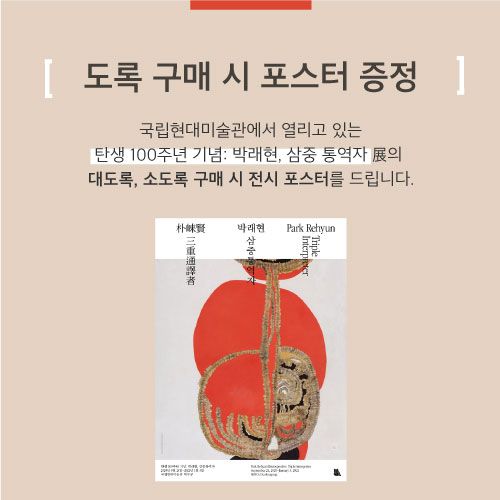 [ 도록 구매 시 포스터 증정 ]
국립현대미술관에서 열리고 있는
탄생 100주년 기념: 박래현, 삼중 통역자 展의
대도록, 소도록 구매 시 전시 포스터를 드립니다.
朴崍賢
三重通譯者
박래현
삼중통역자
Park Rehyun
Triple
Interpreter